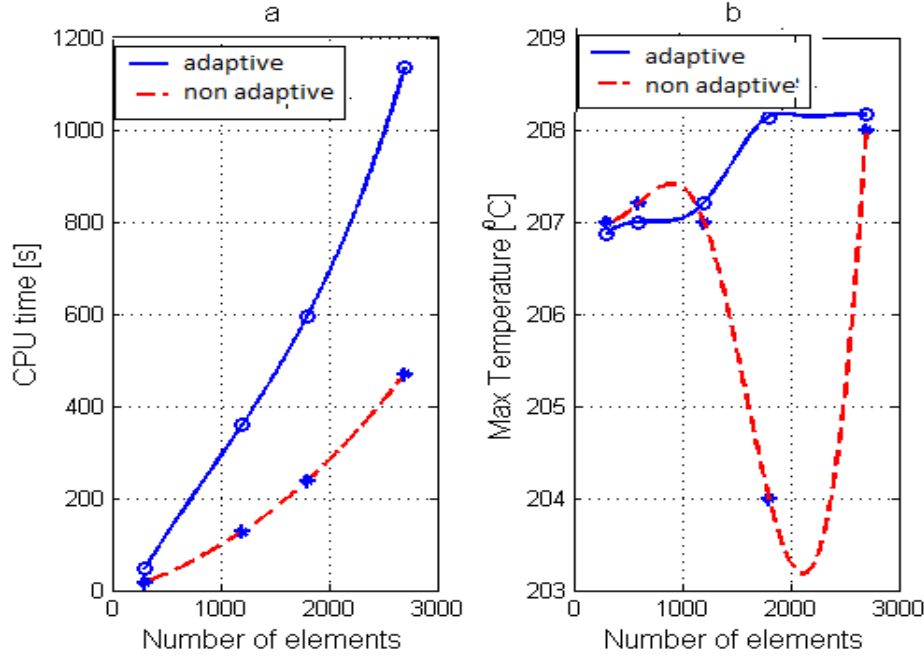 a
1200
1000
800
600
400
200
0
adaptive
non adaptive
CPU time [s]
0 1000 2000 3000
Number of elements
b
209
208
207
206
205
204
203
adaptive
non adaptive
Max Temperature [⁰C]
0 1000 2000 3000
Number of elements